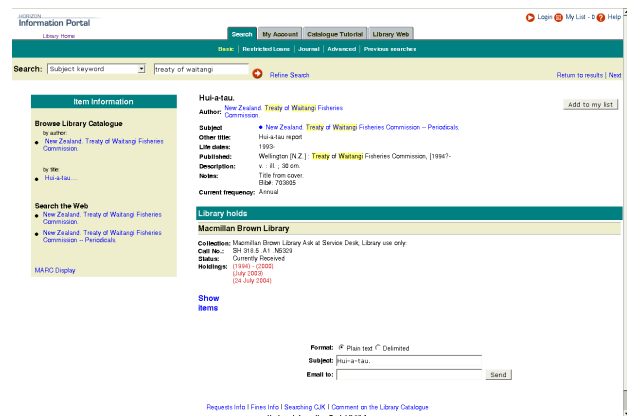 HORIZON
Information Portal
Login My List - 0 Help
Library Home
Search My Account Catalogue Tutorial Library Web
Basic | Restricted Loans | Journal | Advanced | Previous searches
Search: Subject keyword treaty of waitangi Refine Search Return to results | Next
Item Information
Browse Library Catalogue
by author:
New Zealand. Treaty of Waitangi Fisheries
Commission.
by title:
Hui-a-tau....
Search the Web
New Zealand. Treaty of Waitangi Fisheries
Commission.
New Zealand. Treaty of Waitangi Fisheries
Commission -- Periodicals.
MARC Display
Hui-a-tau.
Add to my list
Author: New Zealand. Treaty of Waitangi Fisheries
Commission.
Subject New Zealand. Treaty of Waitangi Fisheries Commission -- Periodicals.
Other title: Hui-a-tau report
Life dates: 1993-
Published: Wellington [N.Z.] : Treaty of Waitangi Fisheries Commission, [1994?-
Description: v. : ill. ; 30 cm.
Notes: Title from cover.
Bib#: 703805
Current frequency: Annual
Library holds
Macmillan Brown Library
Collection: Macmillan Brown Library Ask at Service Desk, Library use only:
Call No.: SH 318.5 .A1 .N5329
Status: Currently Received
Holdings: (1994) - (2000)
(July 2003)
(24 July 2004)
Show
items
Format: Plain text Delimited
Subject: Hui-a-tau.
Email to: Send
Requests Info | Fines Info | Searching CJK | Comment on the Library Catalogue